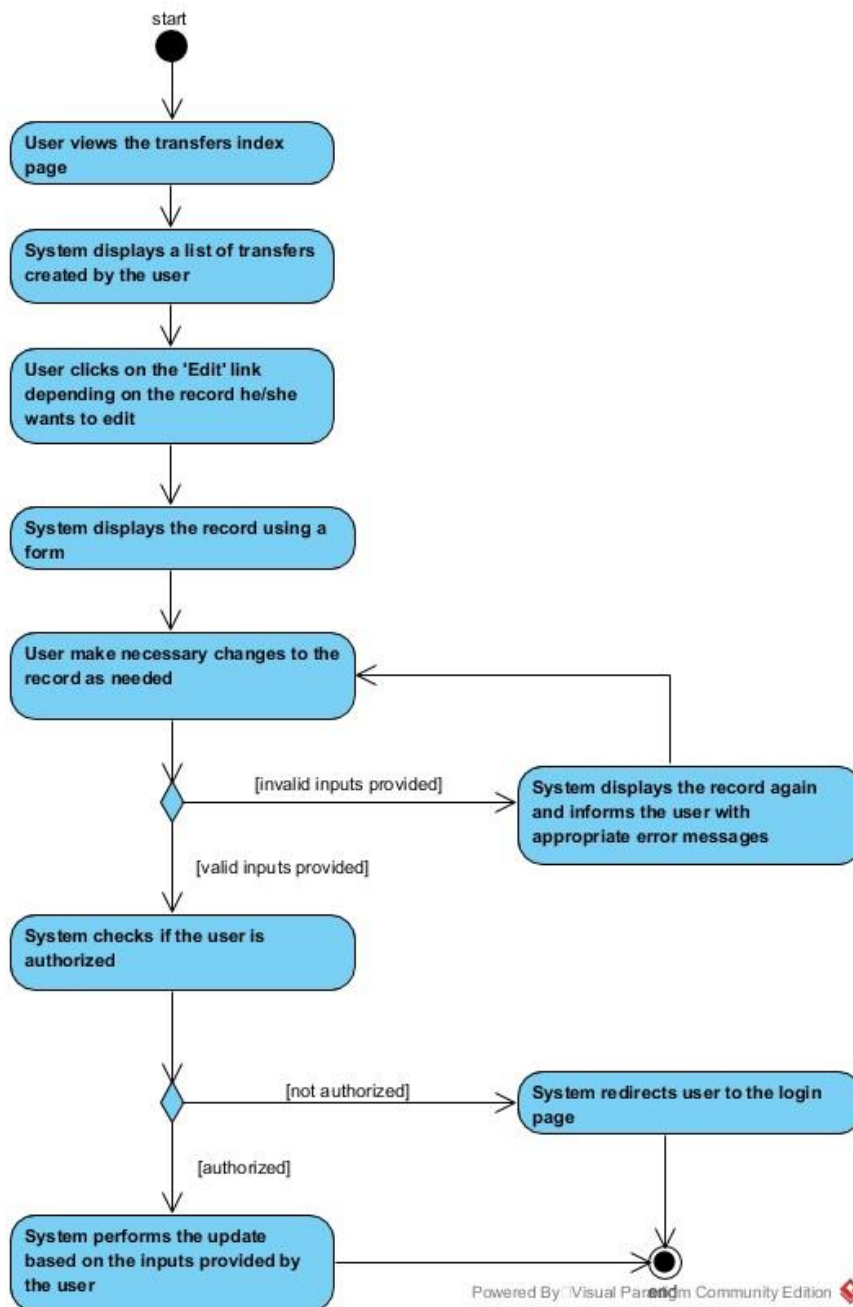 start
User views the transfers index
page
System displays a list of transfers
created by the user
User clicks on the 'Edit' link
depending on the record he/she
wants to edit
System displays the record using a
form
User make necessary changes to the
record as needed
[invalid inputs provided]
System displays the record again
and informs the user with
appropriate error messages
[valid inputs provided]
System checks if the user is
authorized
[not authorized]
System redirects user to the login
page
[authorized]
System performs the update
based on the inputs provided by
the user
end
Powered By Visual Paradigm Community Edition